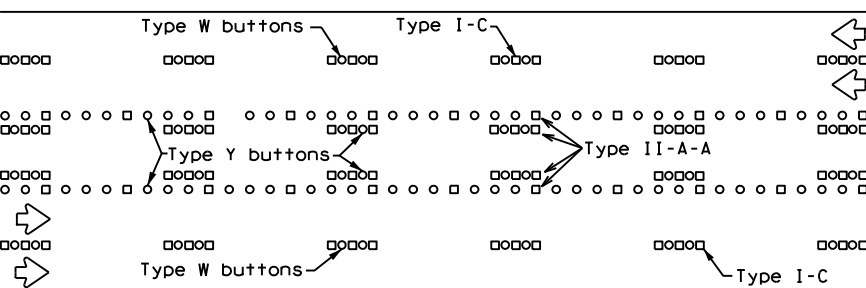 Type W buttons
Type I-C
Type Y buttons
Type II-A-A
Type W buttons
Type I-C